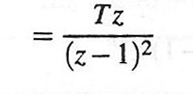 = Tz / (z – 1)²